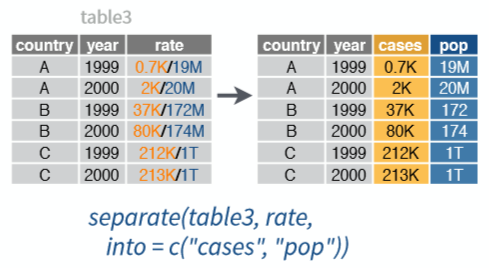 table3
country year rate country year cases pop
A 1999 0.7K/19M A 1999 0.7K 19M
A 2000 2K/20M A 2000 2K 20M
B 1999 37K/172M B 1999 37K 172
B 2000 80K/174M B 2000 80K 174
C 1999 212K/1T C 1999 212K 1T
C 2000 213K/1T C 2000 213K 1T
separate(table3, rate,
into = c("cases", "pop"))